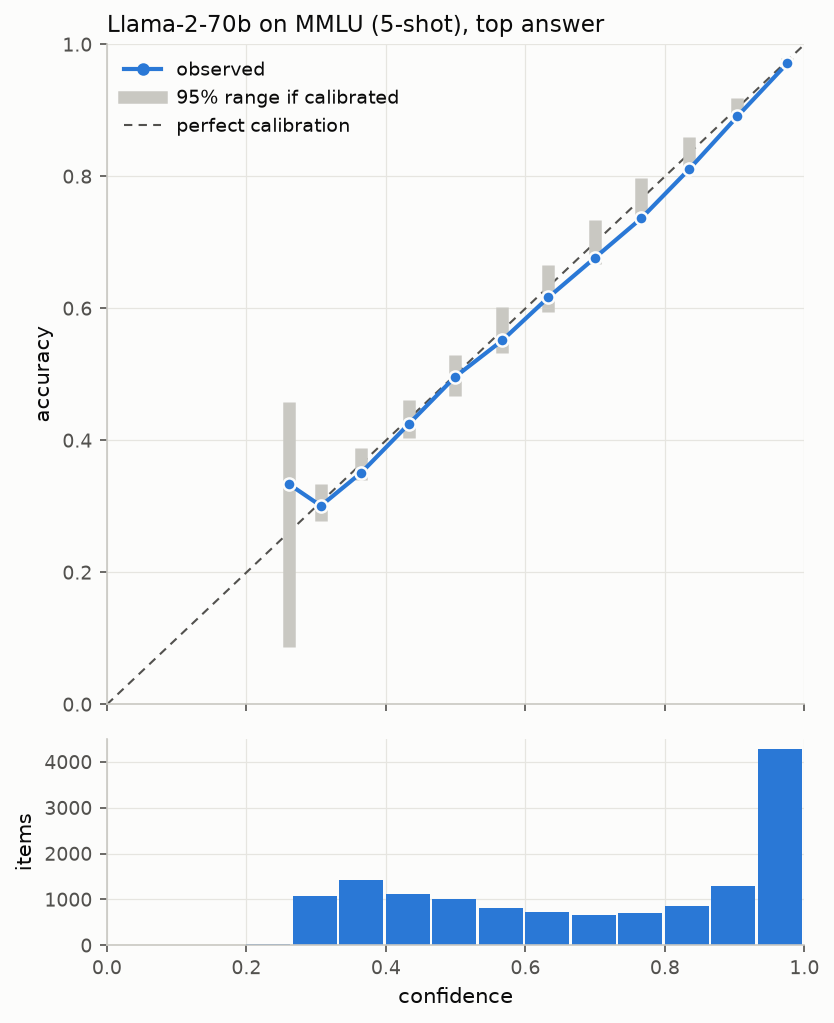 Llama-2-70b on MMLU (5-shot), top answer
observed
95% range if calibrated
perfect calibration
1.0
0.8
0.6
0.4
0.2
0.0
accuracy
4000
3000
2000
1000
0
items
0.0 0.2 0.4 0.6 0.8 1.0
confidence